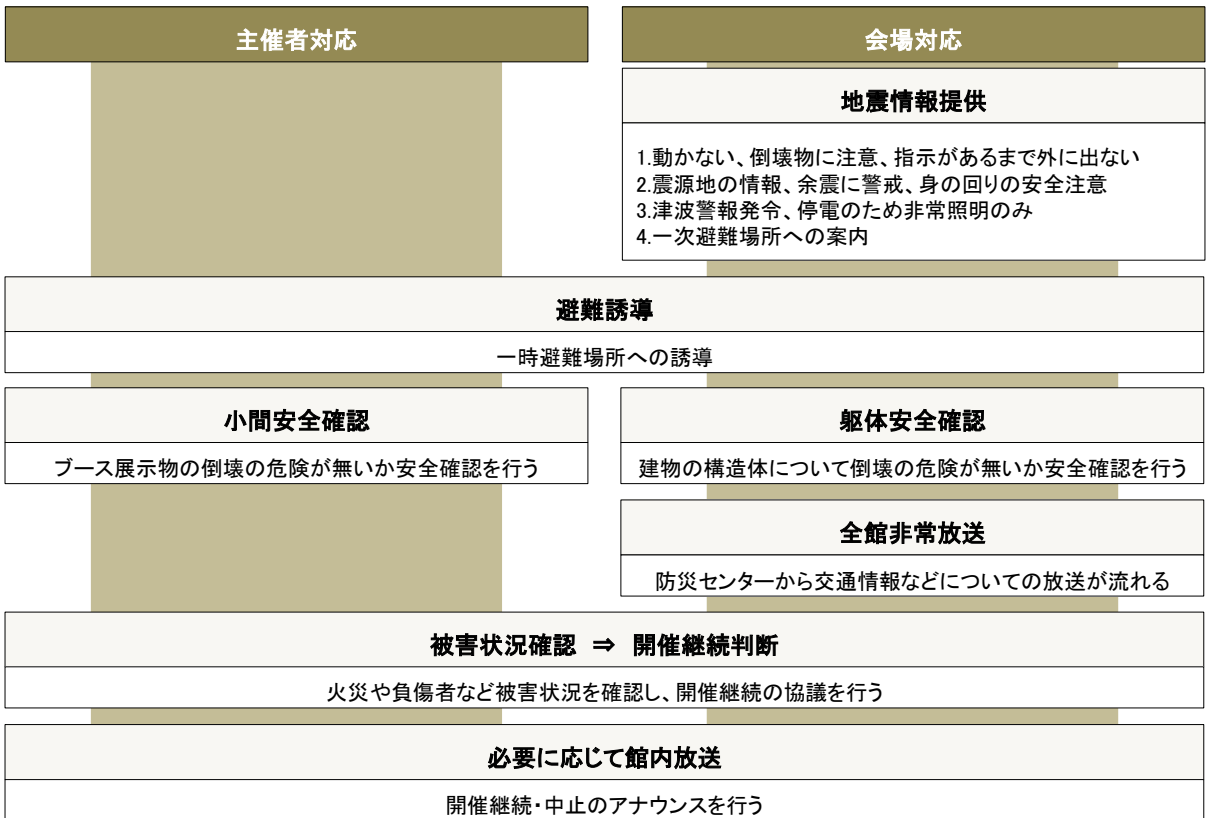 主催者対応
会場対応
地震情報提供
1.動かない、倒壊物に注意、指示があるまで外に出ない
2.震源地の情報、余震に警戒、身の回りの安全注意
3.津波警報発令、停電のため非常照明のみ
4.一次避難場所への案内
避難誘導
一時避難場所への誘導
小間安全確認
ブース展示物の倒壊の危険が無いか安全確認を行う
躯体安全確認
建物の構造体について倒壊の危険が無いか安全確認を行う
全館非常放送
防災センターから交通情報などについての放送が流れる
被害状況確認 ⇒ 開催継続判断
火災や負傷者など被害状況を確認し、開催継続の協議を行う
必要に応じて館内放送
開催継続・中止のアナウンスを行う